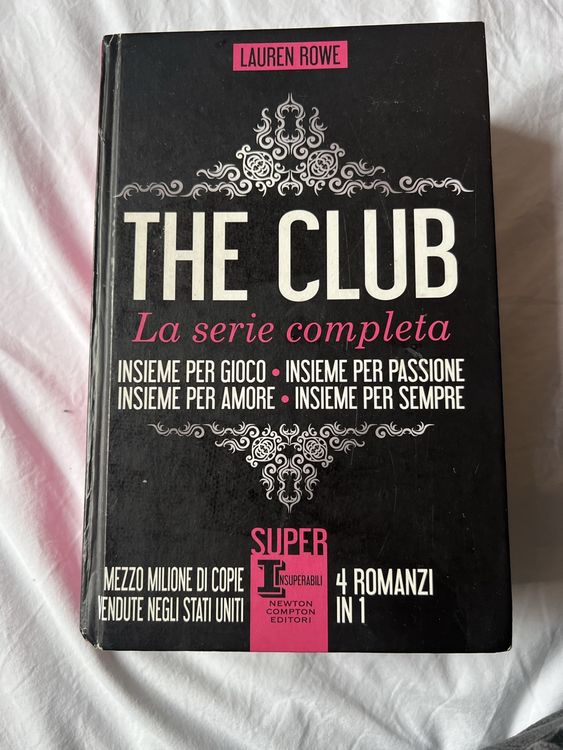 LAUREN ROWE
THE CLUB
La serie completa
INSIEME PER GIOCO • INSIEME PER PASSIONE
INSIEME PER AMORE • INSIEME PER SEMPRE
SUPER
INSUPERABILI
NEWTON
COMPTON
EDITORI
MEZZO MILIONE DI COPIE
VENDUTE NEGLI STATI UNITI
4 ROMANZI
IN 1